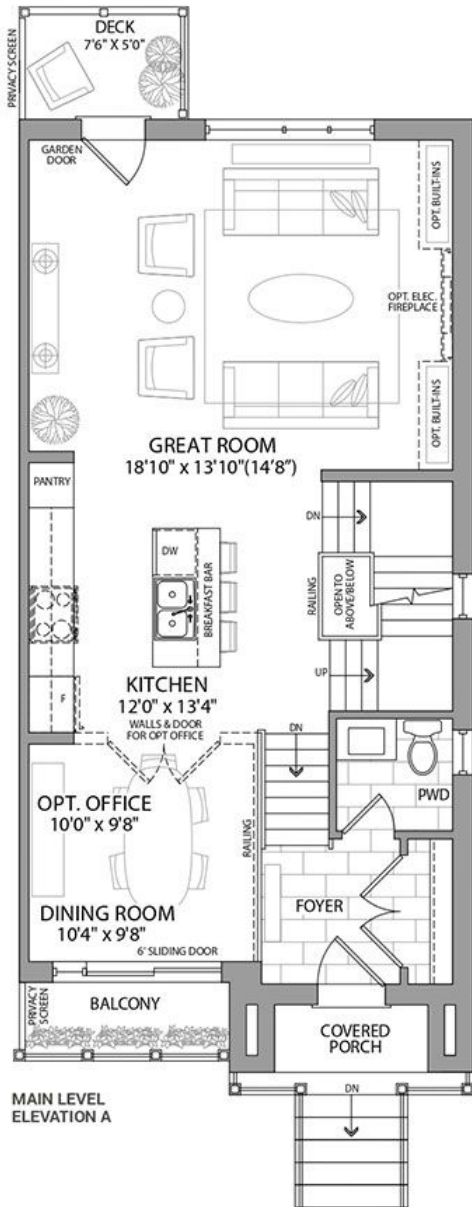 DECK
7'6" X 5'0"
PRIVACY SCREEN
GARDEN
DOOR
OPT. BUILT-INS
OPT. ELEC.
FIREPLACE
OPT. BUILT-INS
GREAT ROOM
18'10" x 13'10"(14'8")
PANTRY
DN
DW
BREAKFAST BAR
RAILING
OPEN TO
ABOVE/BELOW
F
UP
KITCHEN
12'0" x 13'4"
WALLS & DOOR
FOR OPT OFFICE
DN
PWD
OPT. OFFICE
10'0" x 9'8"
RAILING
FOYER
DINING ROOM
10'4" x 9'8"
6' SLIDING DOOR
PRIVACY
SCREEN
BALCONY
COVERED
PORCH
DN
MAIN LEVEL
ELEVATION A